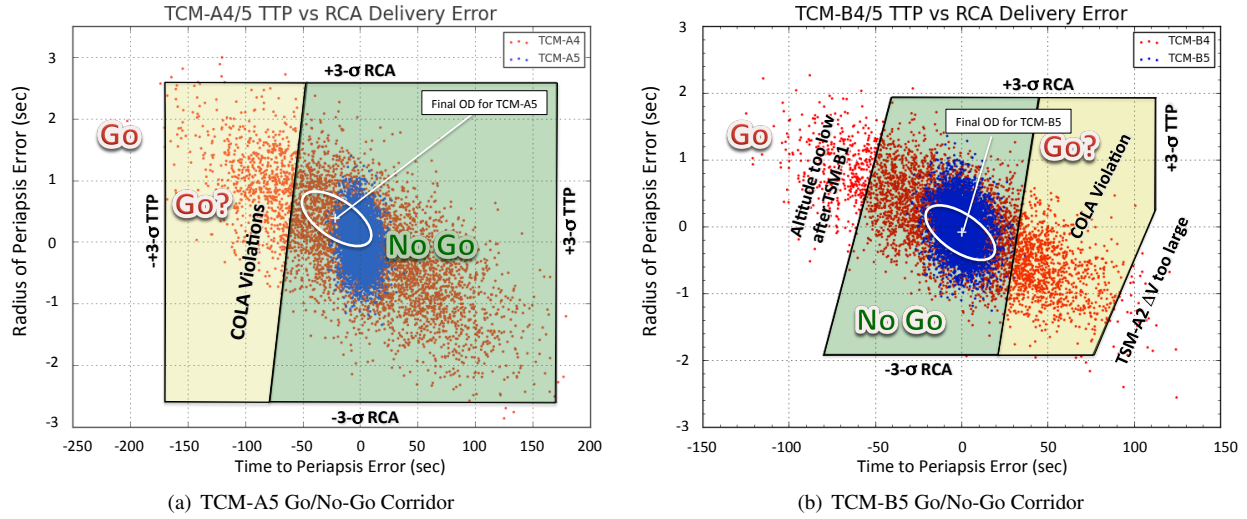 TCM-A4/5 TTP vs RCA Delivery Error
TCM-A4
TCM-A5
+3-σ RCA
Final OD for TCM-A5
Go
Go?
No Go
-+3-σ TTP
COLA Violations
+3-σ TTP
-3-σ RCA
Radius of Periapsis Error (sec)
3
2
1
0
-1
-2
-3
-250 -200 -150 -100 -50 0 50 100 150 200
Time to Periapsis Error (sec)
(a) TCM-A5 Go/No-Go Corridor
TCM-B4/5 TTP vs RCA Delivery Error
TCM-B4
TCM-B5
+3-σ RCA
Final OD for TCM-B5
Go
Go?
No Go
Altitude too low
after TSM-B1
COLA Violation
+3-σ TTP
TSM-A2 ΔV too large
-3-σ RCA
Radius of Periapsis Error (sec)
3
2
1
0
-1
-2
-3
-150 -100 -50 0 50 100 150
Time to Periapsis Error (sec)
(b) TCM-B5 Go/No-Go Corridor